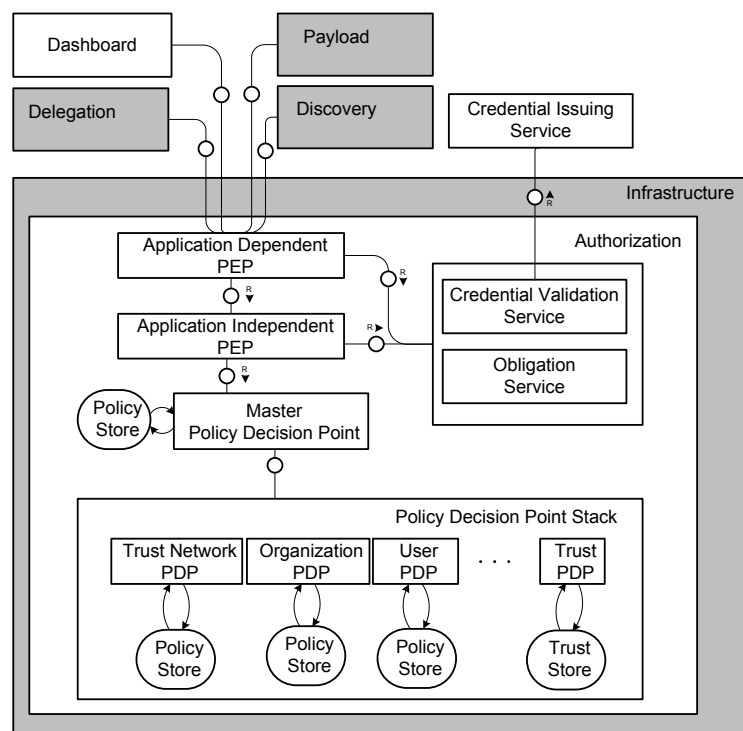 Dashboard
Payload
Delegation
Discovery
Credential Issuing
Service
R
Infrastructure
Authorization
Application Dependent
PEP
R
R
Credential Validation
Service
Application Independent
PEP
R
R
Obligation
Service
Policy
Store
Master
Policy Decision Point
Policy Decision Point Stack
Trust Network
PDP
Organization
PDP
User
PDP
. . .
Trust
PDP
Policy
Store
Policy
Store
Policy
Store
Trust
Store